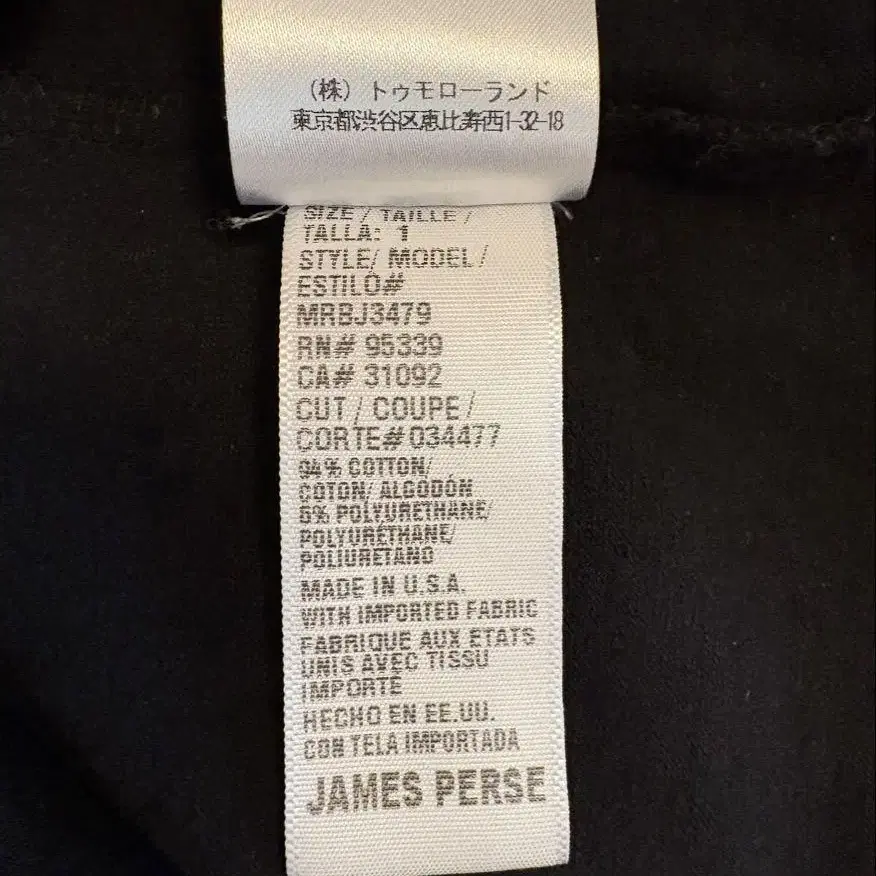 （株）トゥモローランド
東京都渋谷区恵比寿西1-32-18
SIZE / TAILLE /
TALLA: 1
STYLE/ MODEL /
ESTILO#
MRBJ3479
RN# 95339
CA# 31092
CUT / COUPE /
CORTE# 034477
94% COTTON/
COTON/ ALGODÓN
6% POLYURETHANE/
POLYURÉTHANE/
POLIURETANO
MADE IN U.S.A.
WITH IMPORTED FABRIC
FABRIQUE AUX ETATS
UNIS AVEC TISSU
IMPORTÉ
HECHO EN EE.UU.
CON TELA IMPORTADA
JAMES PERSE